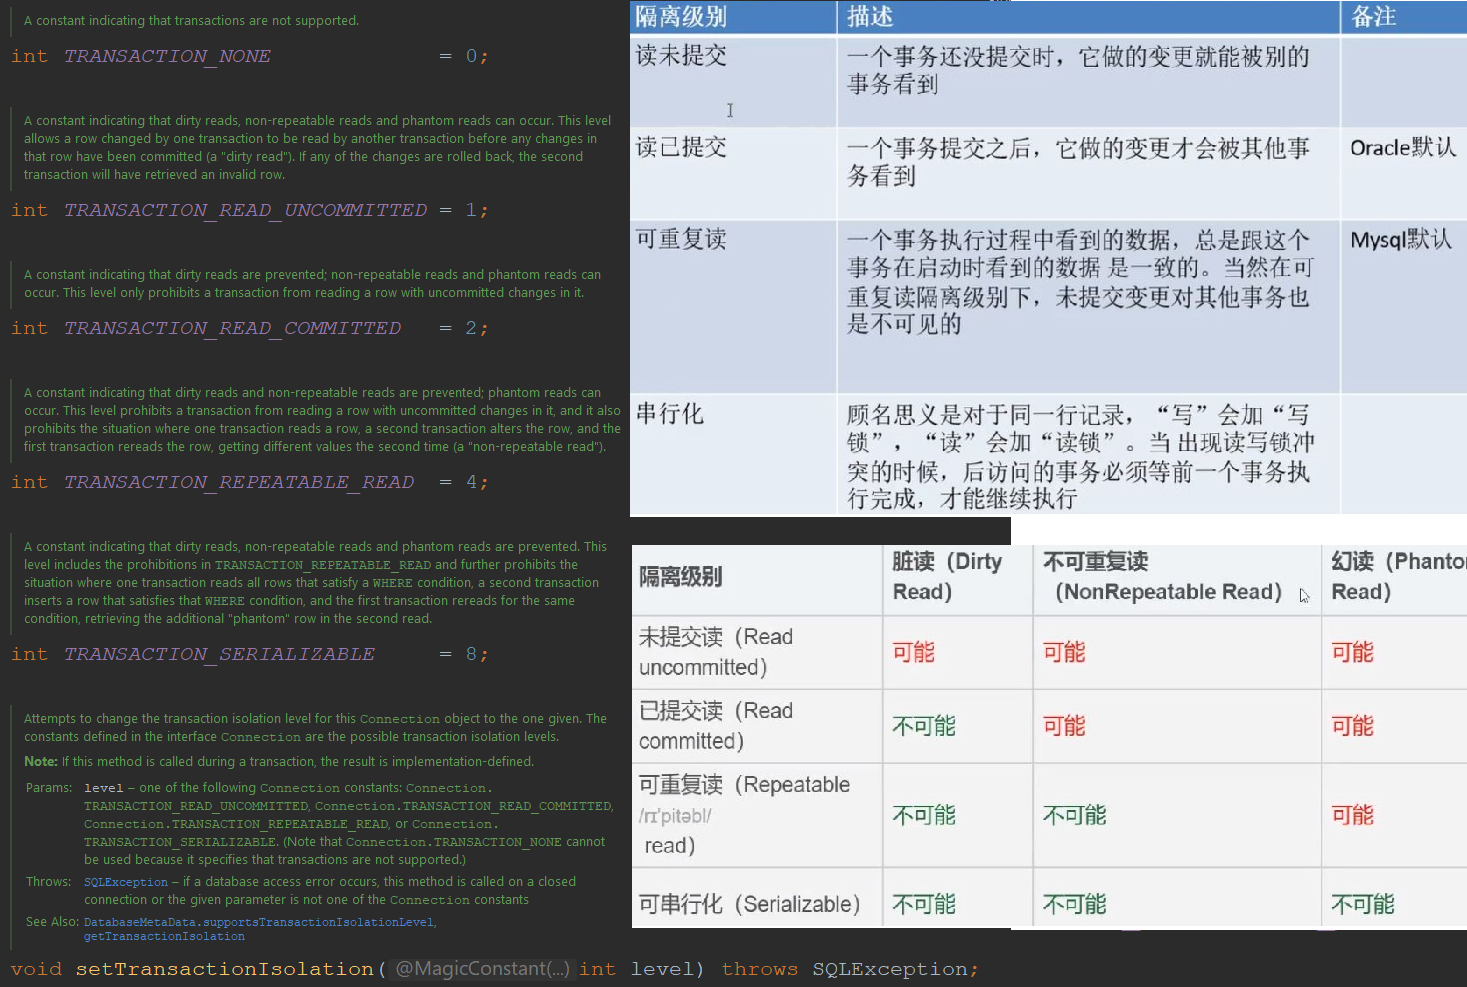 A constant indicating that transactions are not supported.
int TRANSACTION_NONE = 0;
A constant indicating that dirty reads, non-repeatable reads and phantom reads can occur. This level
allows a row changed by one transaction to be read by another transaction before any changes in
that row have been committed (a "dirty read"). If any of the changes are rolled back, the second
transaction will have retrieved an invalid row.
int TRANSACTION_READ_UNCOMMITTED = 1;
A constant indicating that dirty reads are prevented; non-repeatable reads and phantom reads can
occur. This level only prohibits a transaction from reading a row with uncommitted changes in it.
int TRANSACTION_READ_COMMITTED = 2;
A constant indicating that dirty reads and non-repeatable reads are prevented; phantom reads can
occur. This level prohibits a transaction from reading a row with uncommitted changes in it, and it also
prohibits the situation where one transaction reads a row, a second transaction alters the row, and the
first transaction rereads the row, getting different values the second time (a "non-repeatable read").
int TRANSACTION_REPEATABLE_READ = 4;
A constant indicating that dirty reads, non-repeatable reads and phantom reads are prevented. This
level includes the prohibitions in TRANSACTION_REPEATABLE_READ and further prohibits the
situation where one transaction reads all rows that satisfy a WHERE condition, a second transaction
inserts a row that satisfies that WHERE condition, and the first transaction rereads for the same
condition, retrieving the additional "phantom" row in the second read.
int TRANSACTION_SERIALIZABLE = 8;
Attempts to change the transaction isolation level for this Connection object to the one given. The
constants defined in the interface Connection are the possible transaction isolation levels.
Note: If this method is called during a transaction, the result is implementation-defined.
Params: level – one of the following Connection constants: Connection.
TRANSACTION_READ_UNCOMMITTED, Connection.TRANSACTION_READ_COMMITTED,
Connection.TRANSACTION_REPEATABLE_READ, or Connection.
TRANSACTION_SERIALIZABLE. (Note that Connection.TRANSACTION_NONE cannot
be used because it specifies that transactions are not supported.)
Throws: SQLException – if a database access error occurs, this method is called on a closed
connection or the given parameter is not one of the Connection constants
See Also: DatabaseMetaData.supportsTransactionIsolationLevel,
getTransactionIsolation
void setTransactionIsolation( @MagicConstant(...) int level) throws SQLException;
隔离级别 描述 备注
读未提交 一个事务还没提交时，它做的变更就能被别的
事务看到
读已提交 一个事务提交之后，它做的变更才会被其他事 Oracle默认
务看到
可重复读 一个事务执行过程中看到的数据，总是跟这个 Mysql默认
事务在启动时看到的数据 是一致的。当然在可
重复读隔离级别下，未提交变更对其他事务也
是不可见的
串行化 顾名思义是对于同一行记录，“写”会加“写
锁”，“读”会加“读锁”。当 出现读写锁冲
突的时候，后访问的事务必须等前一个事务执
行完成，才能继续执行
隔离级别 脏读（Dirty 不可重复读 幻读（Phantom
Read） （NonRepeatable Read） Read）
未提交读（Read 可能 可能 可能
uncommitted）
已提交读（Read 不可能 可能 可能
committed）
可重复读（Repeatable
/rɪ'pitəbl/ 不可能 不可能 可能
read）
可串行化（Serializable） 不可能 不可能 不可能